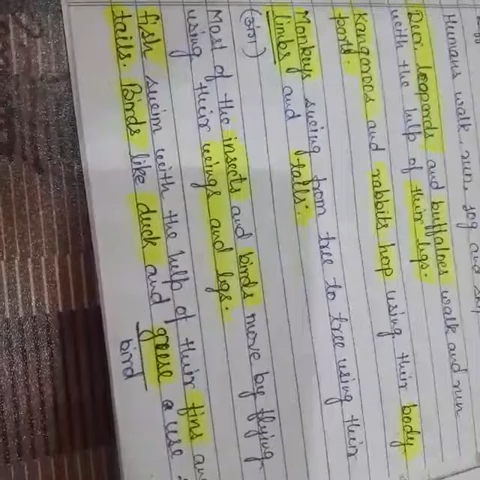 Humans walk, run, jog and
Deer, leopards and buffaloes walk and run
with the help of their legs.
Kangaroos and rabbits hop using their body
part.
Monkeys swing from tree to tree using their
limbs and tails.
(अंग)
Most of the insects and birds move by flying
using their wings and legs.
fish swim with the help of their fins and
tails. Birds like duck and geese a use
bird